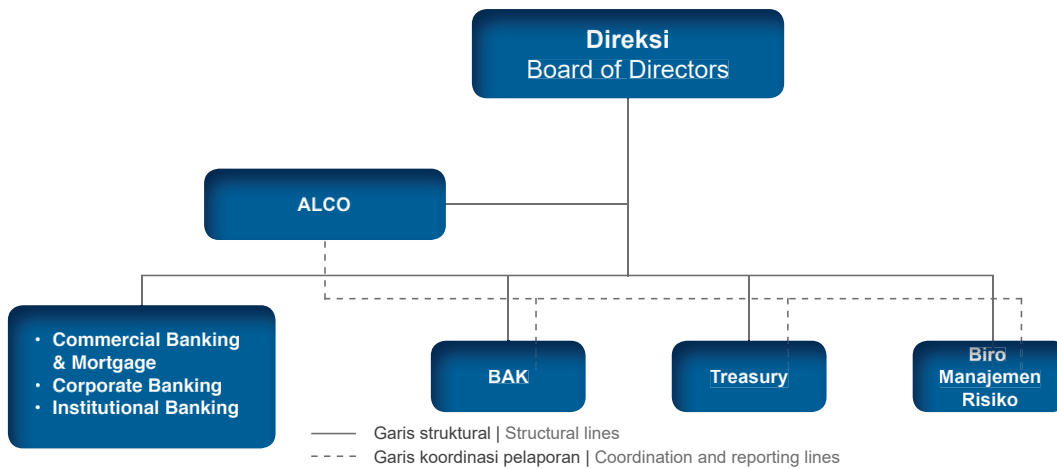 Direksi
Board of Directors
ALCO
• Commercial Banking
& Mortgage
• Corporate Banking
• Institutional Banking
BAK
Treasury
Biro
Manajemen
Risiko
Garis struktural | Structural lines
Garis koordinasi pelaporan | Coordination and reporting lines